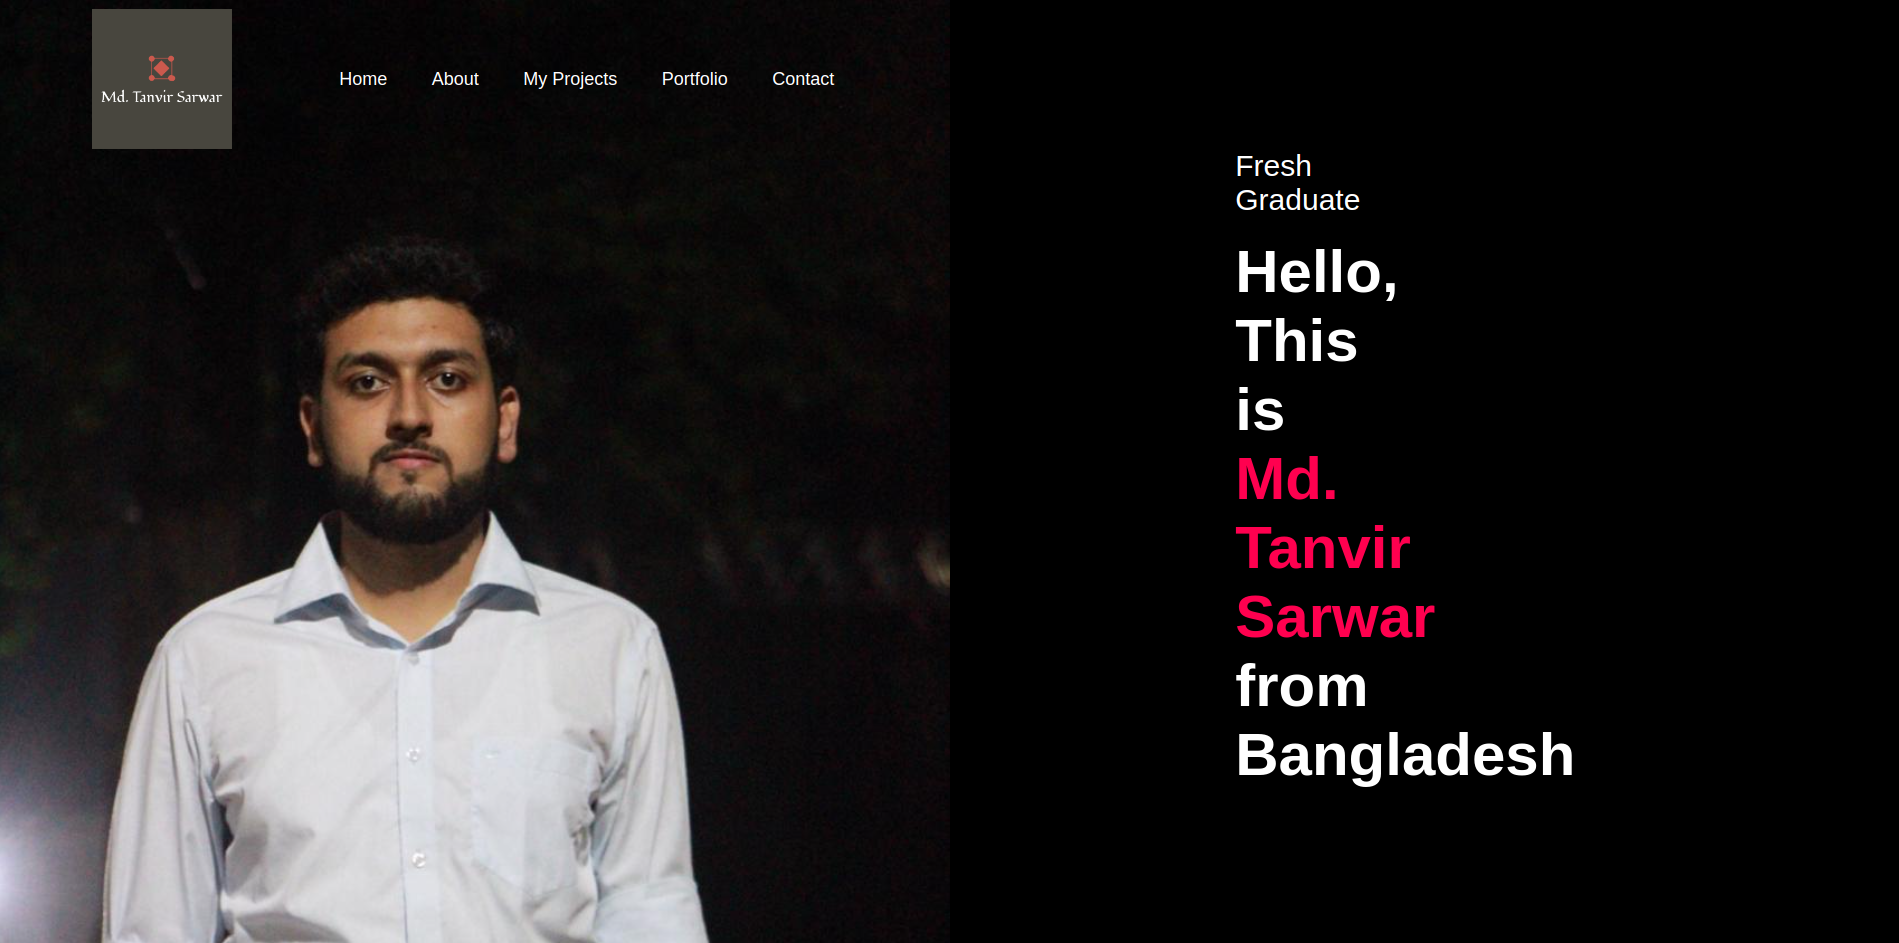 Md. Tanvir Sarwar
Home About My Projects Portfolio Contact
Fresh
Graduate
Hello,
This
is
Md.
Tanvir
Sarwar
from
Bangladesh